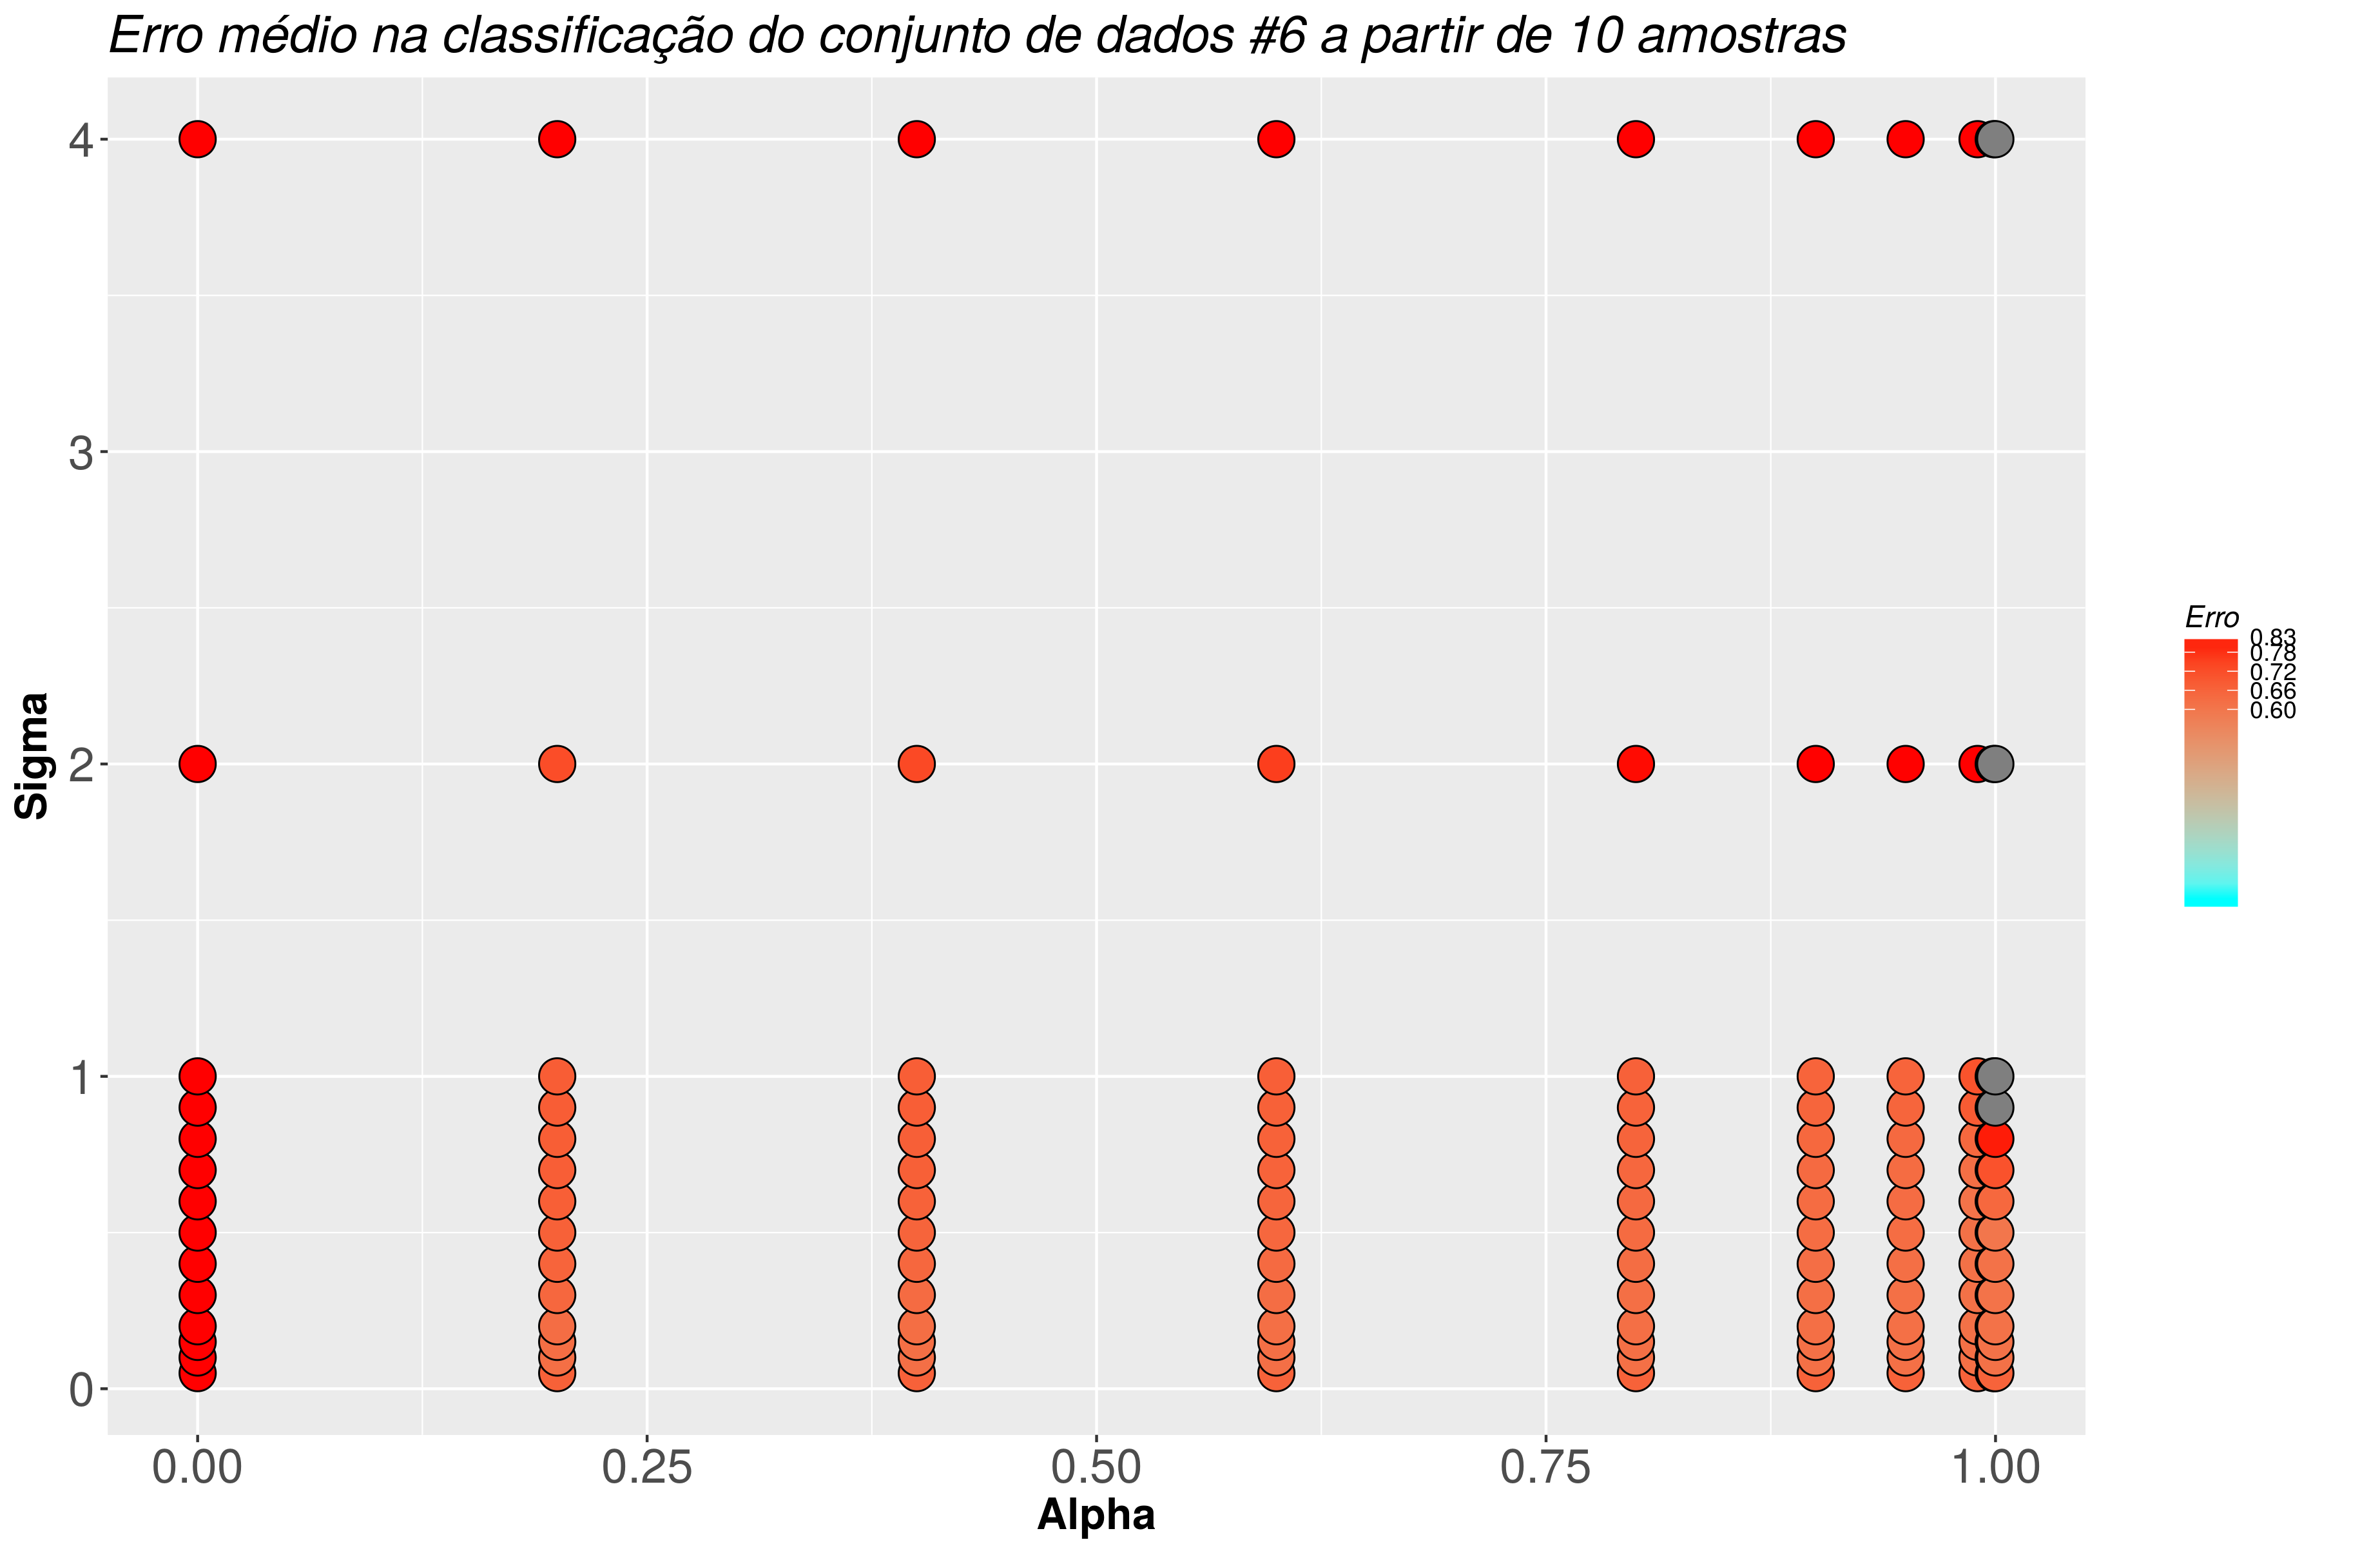 Erro médio na classificação do conjunto de dados #6 a partir de 10 amostras
4
3
2
1
0
Sigma
0.00 0.25 0.50 0.75 1.00
Alpha
Erro
0.83
0.78
0.72
0.66
0.60